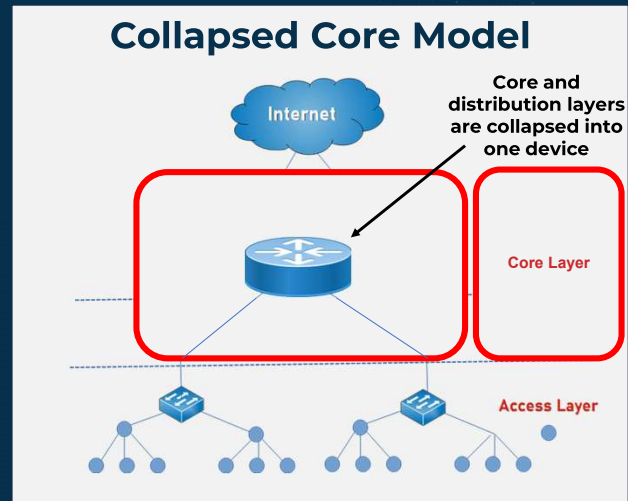 Collapsed Core Model
Core and
distribution layers
are collapsed into
one device
Internet
Core Layer
Access Layer